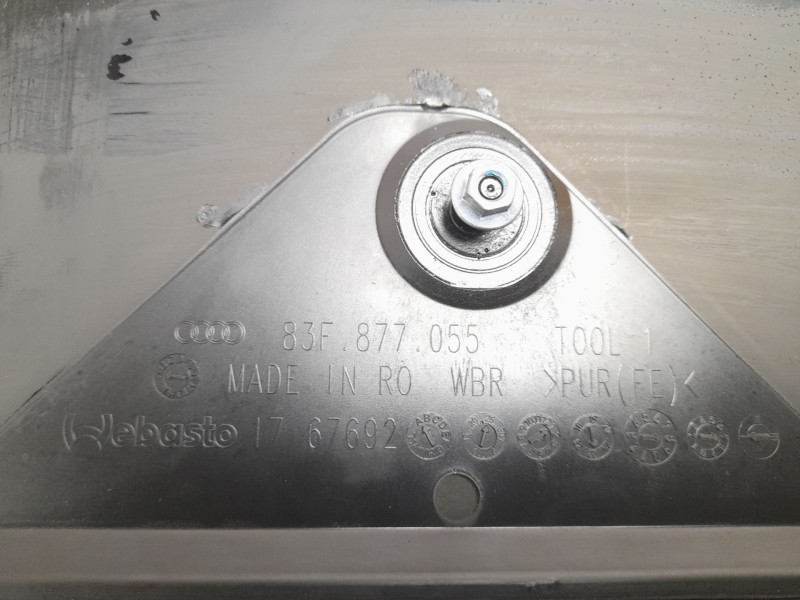 83F.877.055 TOOL-1
MADE IN RO WBR >PUR(FE)<
Webasto 17 67692